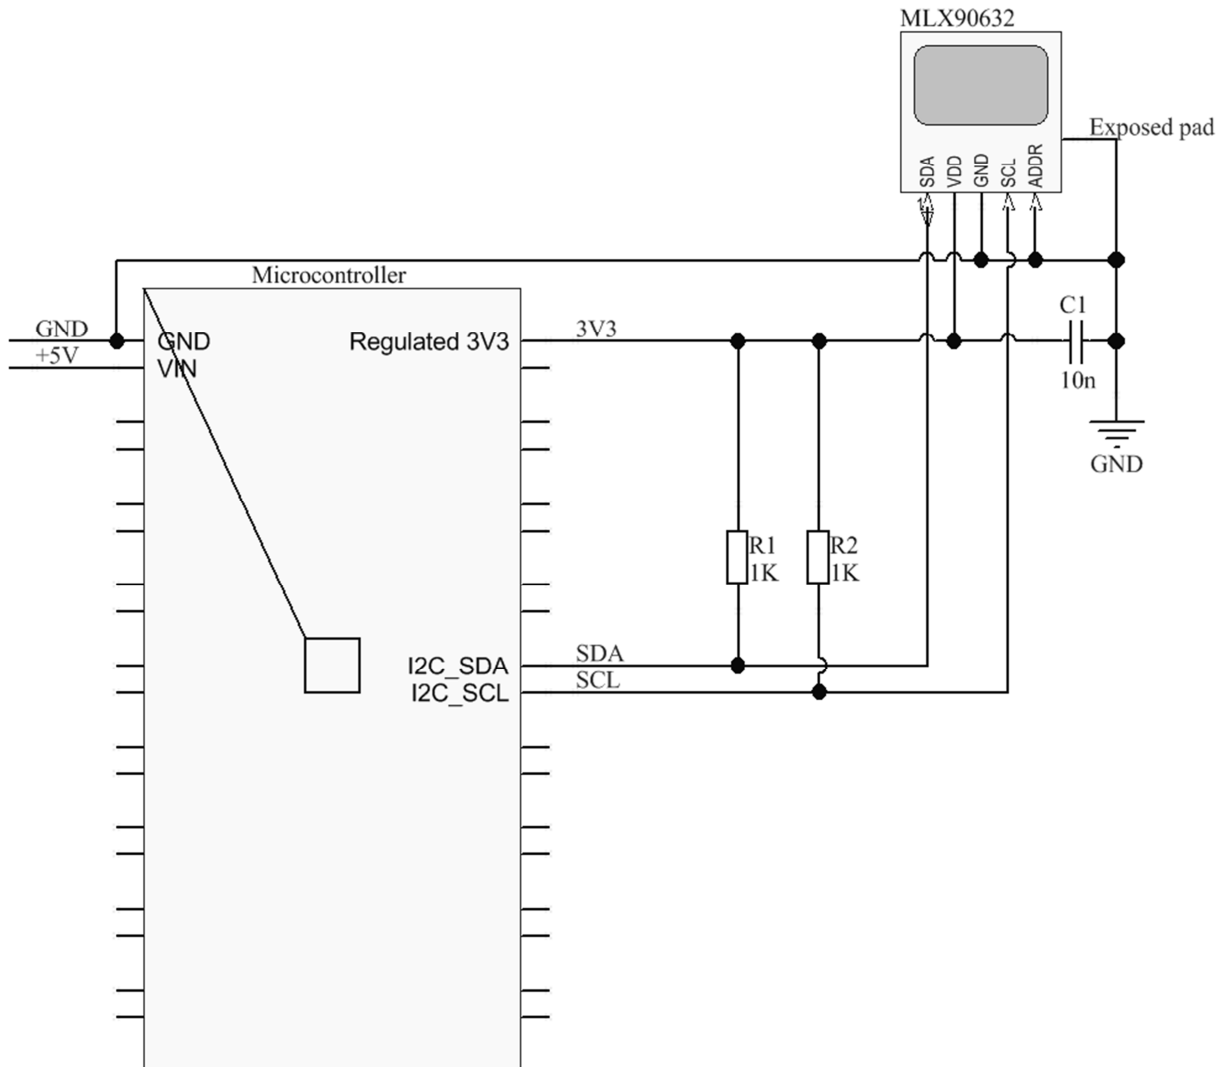 MLX90632
Exposed pad
SDA
VDD
GND
SCL
ADDR
1
Microcontroller
GND
+5V
GND
VIN
Regulated 3V3
3V3
C1
10n
GND
R1
1K
R2
1K
I2C_SDA
I2C_SCL
SDA
SCL